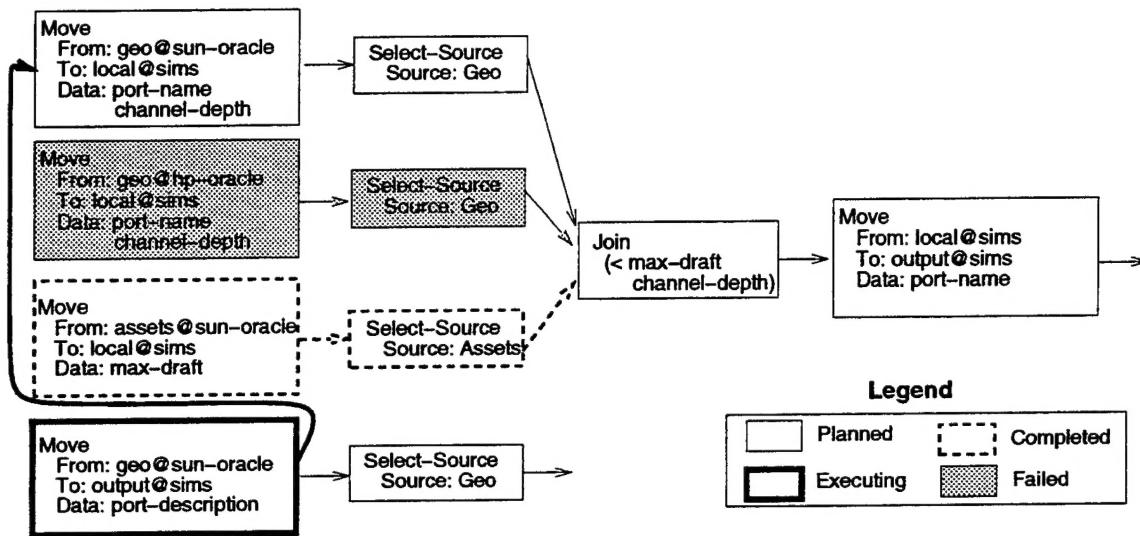 Move
From: geo@sun-oracle
To: local@sims
Data: port-name
channel-depth
Select-Source
Source: Geo
Move
From: geo@hp-oracle
To: local@sims
Data: port-name
channel-depth
Select-Source
Source: Geo
Move
From: assets@sun-oracle
To: local@sims
Data: max-draft
Select-Source
Source: Assets
Move
From: geo@sun-oracle
To: output@sims
Data: port-description
Select-Source
Source: Geo
Join
(< max-draft
channel-depth)
Move
From: local@sims
To: output@sims
Data: port-name
Legend
Planned
Completed
Executing
Failed